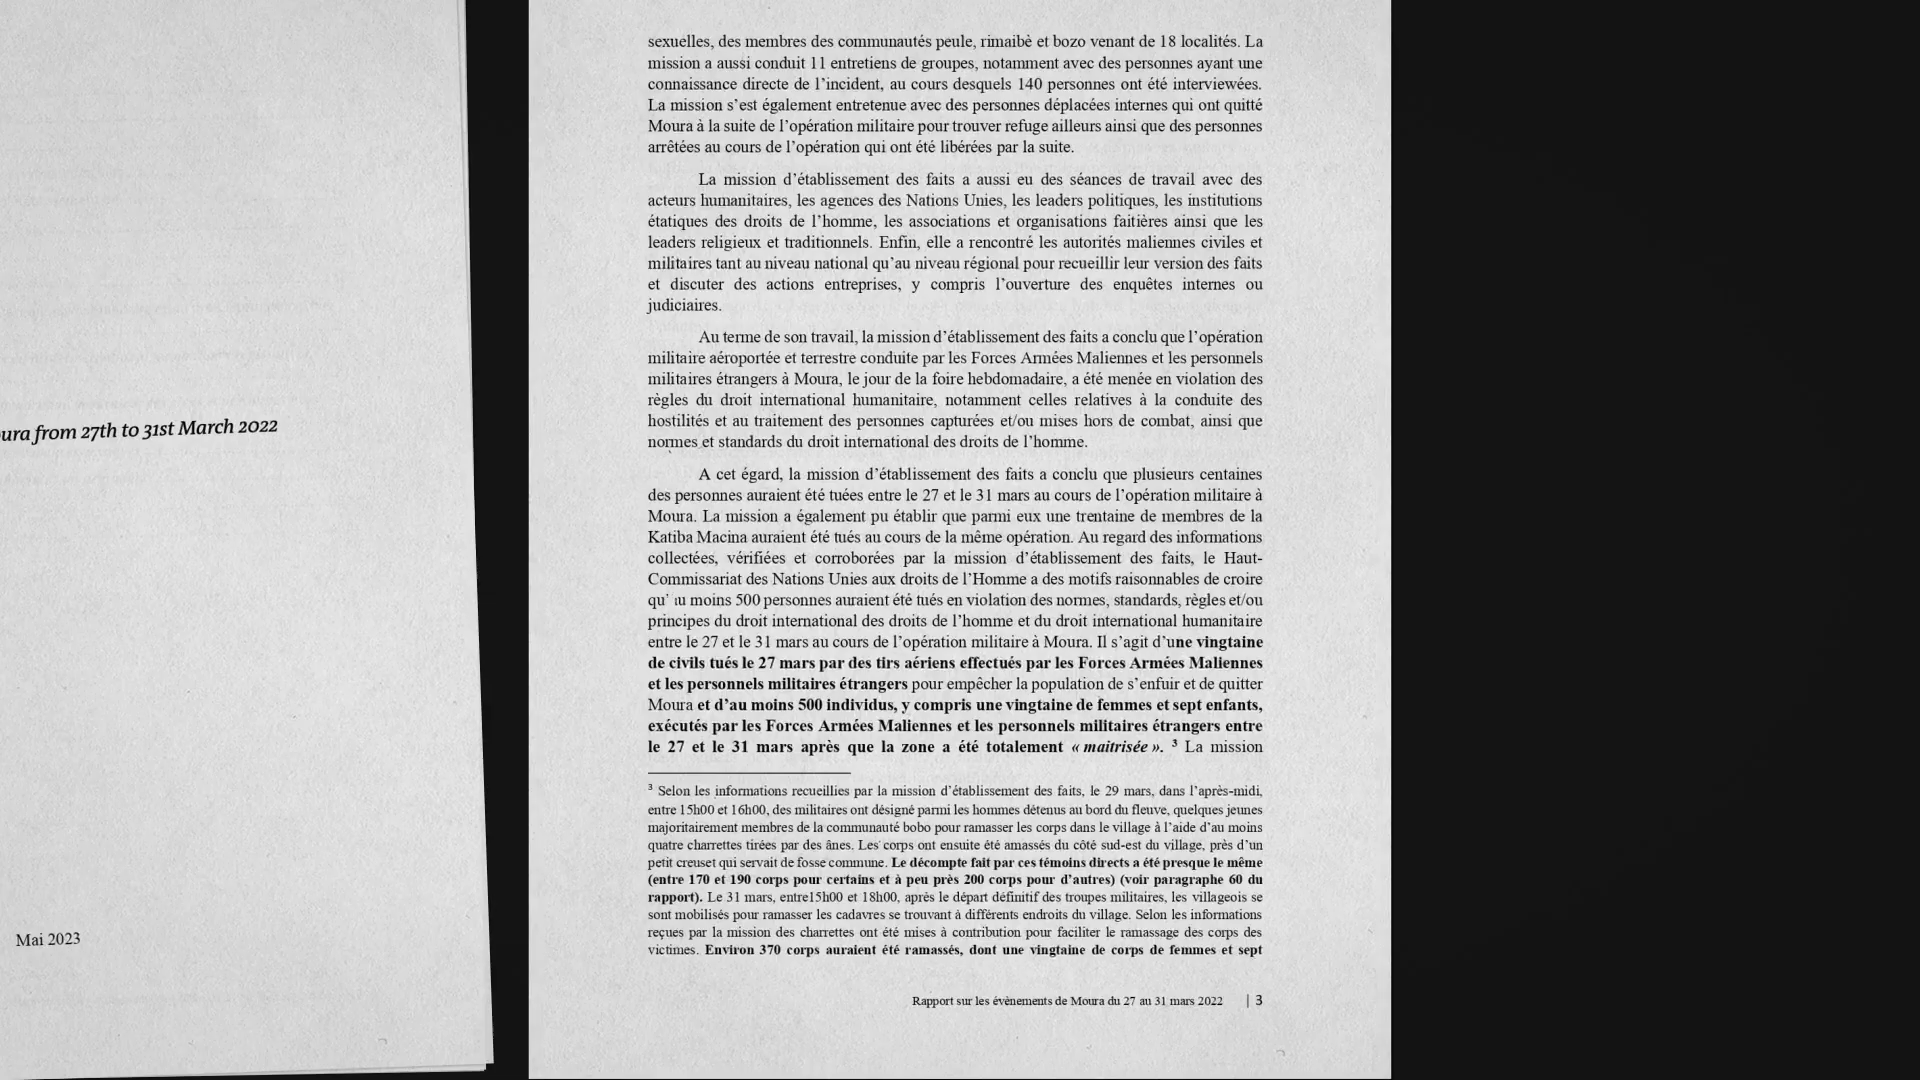 ura from 27th to 31st March 2022
Mai 2023
sexuelles, des membres des communautés peule, rimaibè et bozo venant de 18 localités. La
mission a aussi conduit 11 entretiens de groupes, notamment avec des personnes ayant une
connaissance directe de l’incident, au cours desquels 140 personnes ont été interviewées.
La mission s’est également entretenue avec des personnes déplacées internes qui ont quitté
Moura à la suite de l’opération militaire pour trouver refuge ailleurs ainsi que des personnes
arrêtées au cours de l’opération qui ont été libérées par la suite.
La mission d’établissement des faits a aussi eu des séances de travail avec des
acteurs humanitaires, les agences des Nations Unies, les leaders politiques, les institutions
étatiques des droits de l’homme, les associations et organisations faitières ainsi que les
leaders religieux et traditionnels. Enfin, elle a rencontré les autorités maliennes civiles et
militaires tant au niveau national qu’au niveau régional pour recueillir leur version des faits
et discuter des actions entreprises, y compris l’ouverture des enquêtes internes ou
judiciaires.
Au terme de son travail, la mission d’établissement des faits a conclu que l’opération
militaire aéroportée et terrestre conduite par les Forces Armées Maliennes et les personnels
militaires étrangers à Moura, le jour de la foire hebdomadaire, a été menée en violation des
règles du droit international humanitaire, notamment celles relatives à la conduite des
hostilités et au traitement des personnes capturées et/ou mises hors de combat, ainsi que
normes et standards du droit international des droits de l’homme.
A cet égard, la mission d’établissement des faits a conclu que plusieurs centaines
des personnes auraient été tuées entre le 27 et le 31 mars au cours de l’opération militaire à
Moura. La mission a également pu établir que parmi eux une trentaine de membres de la
Katiba Macina auraient été tués au cours de la même opération. Au regard des informations
collectées, vérifiées et corroborées par la mission d’établissement des faits, le Haut-
Commissariat des Nations Unies aux droits de l’Homme a des motifs raisonnables de croire
qu’au moins 500 personnes auraient été tués en violation des normes, standards, règles et/ou
principes du droit international des droits de l’homme et du droit international humanitaire
entre le 27 et le 31 mars au cours de l’opération militaire à Moura. Il s’agit d’une vingtaine
de civils tués le 27 mars par des tirs aériens effectués par les Forces Armées Maliennes
et les personnels militaires étrangers pour empêcher la population de s’enfuir et de quitter
Moura et d’au moins 500 individus, y compris une vingtaine de femmes et sept enfants,
exécutés par les Forces Armées Maliennes et les personnels militaires étrangers entre
le 27 et le 31 mars après que la zone a été totalement « maitrisée ». ³ La mission
³ Selon les informations recueillies par la mission d’établissement des faits, le 29 mars, dans l’après-midi,
entre 15h00 et 16h00, des militaires ont désigné parmi les hommes détenus au bord du fleuve, quelques jeunes
majoritairement membres de la communauté bobo pour ramasser les corps dans le village à l’aide d’au moins
quatre charrettes tirées par des ânes. Les corps ont ensuite été amassés du côté sud-est du village, près d’un
petit creuset qui servait de fosse commune. Le décompte fait par ces témoins directs a été presque le même
(entre 170 et 190 corps pour certains et à peu près 200 corps pour d’autres) (voir paragraphe 60 du
rapport). Le 31 mars, entre15h00 et 18h00, après le départ définitif des troupes militaires, les villageois se
sont mobilisés pour ramasser les cadavres se trouvant à différents endroits du village. Selon les informations
reçues par la mission des charrettes ont été mises à contribution pour faciliter le ramassage des corps des
victimes. Environ 370 corps auraient été ramassés, dont une vingtaine de corps de femmes et sept
Rapport sur les évènements de Moura du 27 au 31 mars 2022 | 3